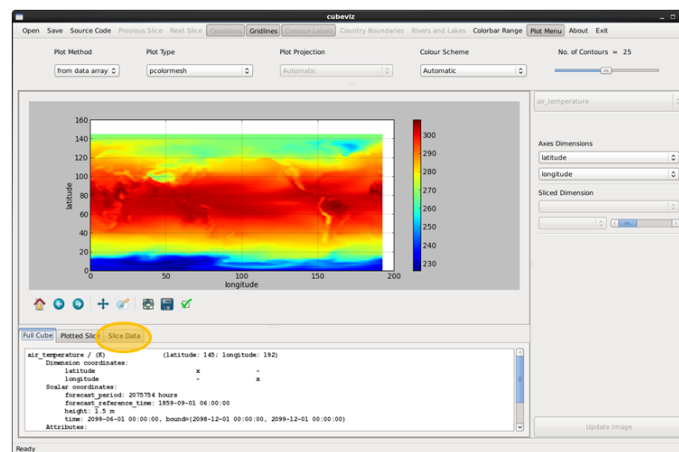 cubeviz
Open Save Source Code Previous Slice Next Slice Coastlines Gridlines Contour Labels Country Boundaries Rivers and Lakes Colorbar Range Plot Menu About Exit
Plot Method Plot Type Plot Projection Colour Scheme No. of Contours = 25
from data array pcolormesh Automatic Automatic
air_temperature
Axes Dimensions
latitude
longitude
Sliced Dimension
160
140
120
100
80
60
40
20
0
latitude
0 50 100 150 200
longitude
300
290
280
270
260
250
240
230
Full Cube Plotted Slice Slice Data
air_temperature / (K) (latitude: 145; longitude: 192)
Dimension coordinates:
latitude x -
longitude - x
Scalar coordinates:
forecast_period: 2075754 hours
forecast_reference_time: 1859-09-01 06:00:00
height: 1.5 m
time: 2099-06-01 00:00:00, bound=(2098-12-01 00:00:00, 2099-12-01 00:00:00)
Attributes:
Update Image
Ready